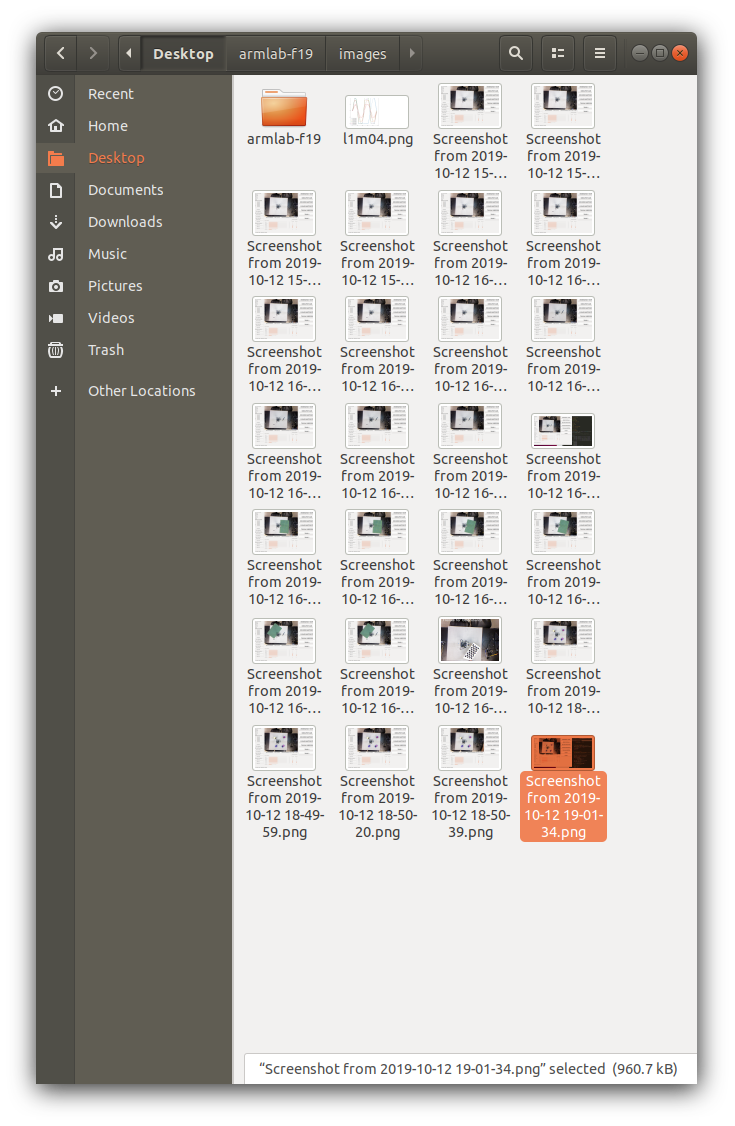 Desktop armlab-f19 images
Recent
Home
Desktop
Documents
Downloads
Music
Pictures
Videos
Trash
Other Locations
armlab-f19 l1m04.png Screenshot Screenshot
from 2019- from 2019-
10-12 15-… 10-12 15-…
Screenshot Screenshot Screenshot Screenshot
from 2019- from 2019- from 2019- from 2019-
10-12 15-… 10-12 15-… 10-12 16-… 10-12 16-…
Screenshot Screenshot Screenshot Screenshot
from 2019- from 2019- from 2019- from 2019-
10-12 16-… 10-12 16-… 10-12 16-… 10-12 16-…
Screenshot Screenshot Screenshot Screenshot
from 2019- from 2019- from 2019- from 2019-
10-12 16-… 10-12 16-… 10-12 16-… 10-12 16-…
Screenshot Screenshot Screenshot Screenshot
from 2019- from 2019- from 2019- from 2019-
10-12 16-… 10-12 16-… 10-12 16-… 10-12 16-…
Screenshot Screenshot Screenshot Screenshot
from 2019- from 2019- from 2019- from 2019-
10-12 16-… 10-12 16-… 10-12 16-… 10-12 18-…
Screenshot Screenshot Screenshot Screenshot
from 2019- from 2019- from 2019- from 2019-
10-12 18-49- 10-12 18-50- 10-12 18-50- 10-12 19-01-
59.png 20.png 39.png 34.png
“Screenshot from 2019-10-12 19-01-34.png” selected (960.7 kB)